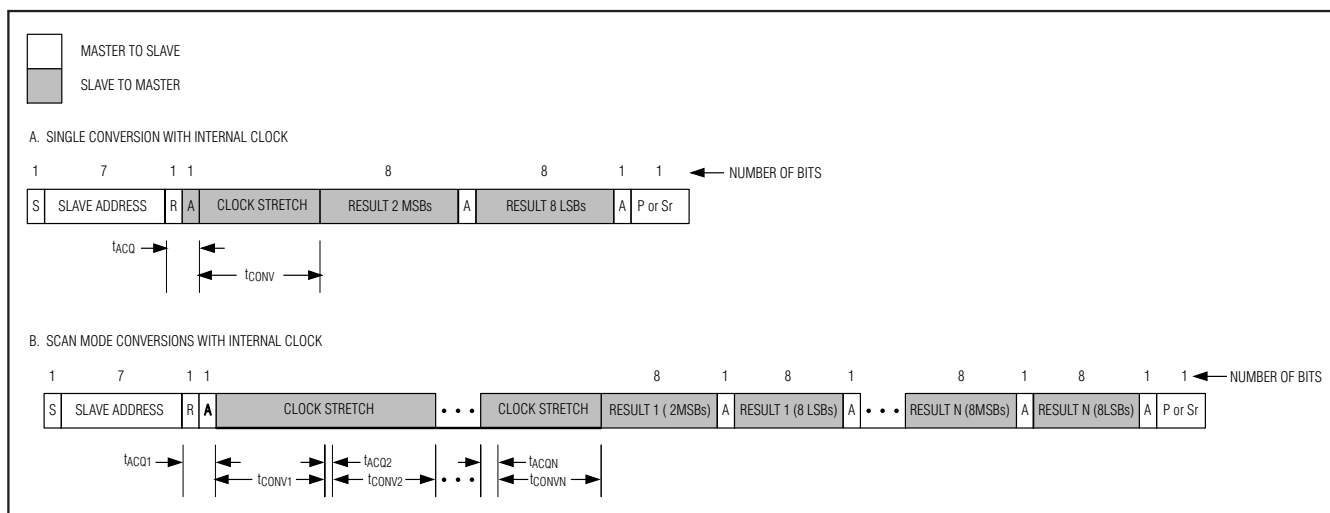 MASTER TO SLAVE
SLAVE TO MASTER
A. SINGLE CONVERSION WITH INTERNAL CLOCK
1 7 1 1 8 8 1 1 NUMBER OF BITS
S SLAVE ADDRESS R A CLOCK STRETCH RESULT 2 MSBs A RESULT 8 LSBs A P or Sr
tACQ
tCONV
B. SCAN MODE CONVERSIONS WITH INTERNAL CLOCK
1 7 1 1 8 1 8 1 8 1 8 1 1 NUMBER OF BITS
S SLAVE ADDRESS R A CLOCK STRETCH • • • CLOCK STRETCH RESULT 1 ( 2MSBs) A RESULT 1 (8 LSBs) A • • • RESULT N (8MSBs) A RESULT N (8LSBs) A P or Sr
tACQ1 tACQ2 tACQN
tCONV1 tCONV2 • • • tCONVN